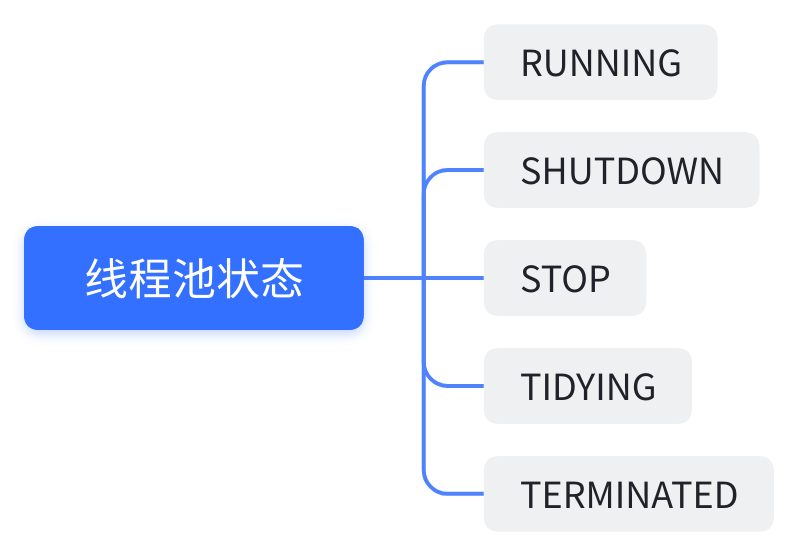 线程池状态
RUNNING
SHUTDOWN
STOP
TIDYING
TERMINATED